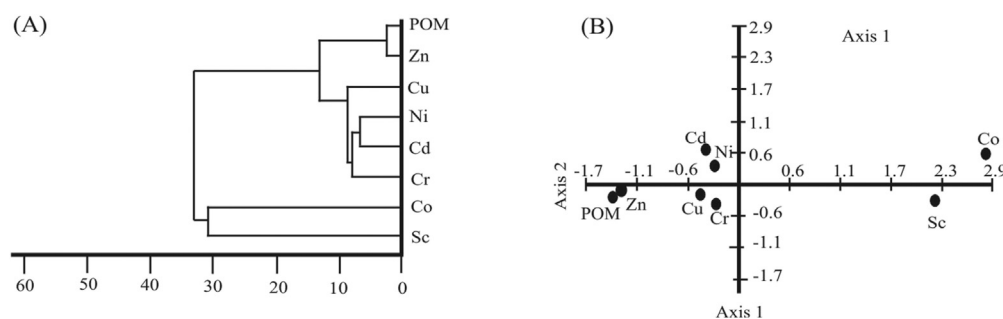 (A)
POM
Zn
Cu
Ni
Cd
Cr
Co
Sc
60 50 40 30 20 10 0
(B)
Axis 1
2.9
2.3
1.7
1.1
0.6
-0.6
-1.1
-1.7
Axis 2
-1.7 -1.1 -0.6 0.6 1.1 1.7 2.3 2.9
Cd
Ni
Co
POM
Zn
Cu
Cr
Sc
Axis 1